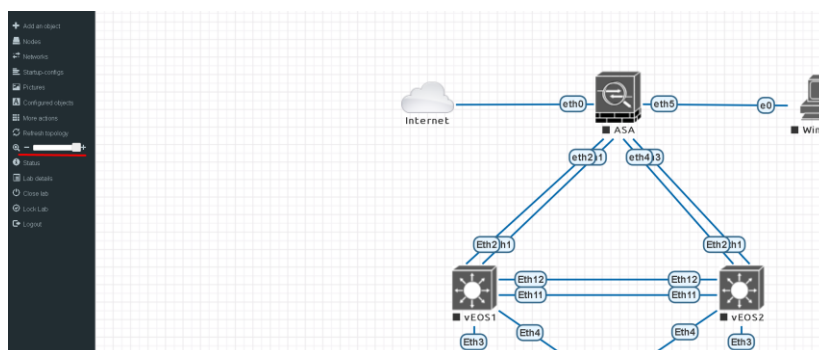 Add an object
Nodes
Networks
Startup-configs
Pictures
Configured objects
More actions
Refresh topology
Status
Lab details
Close lab
Lock Lab
Logout
Internet
eth0
eth5
e0
ASA
Win
eth2
eth4
Eth2
Eth2
Eth12
Eth12
Eth11
Eth11
vEOS1
vEOS2
Eth3
Eth4
Eth4
Eth3